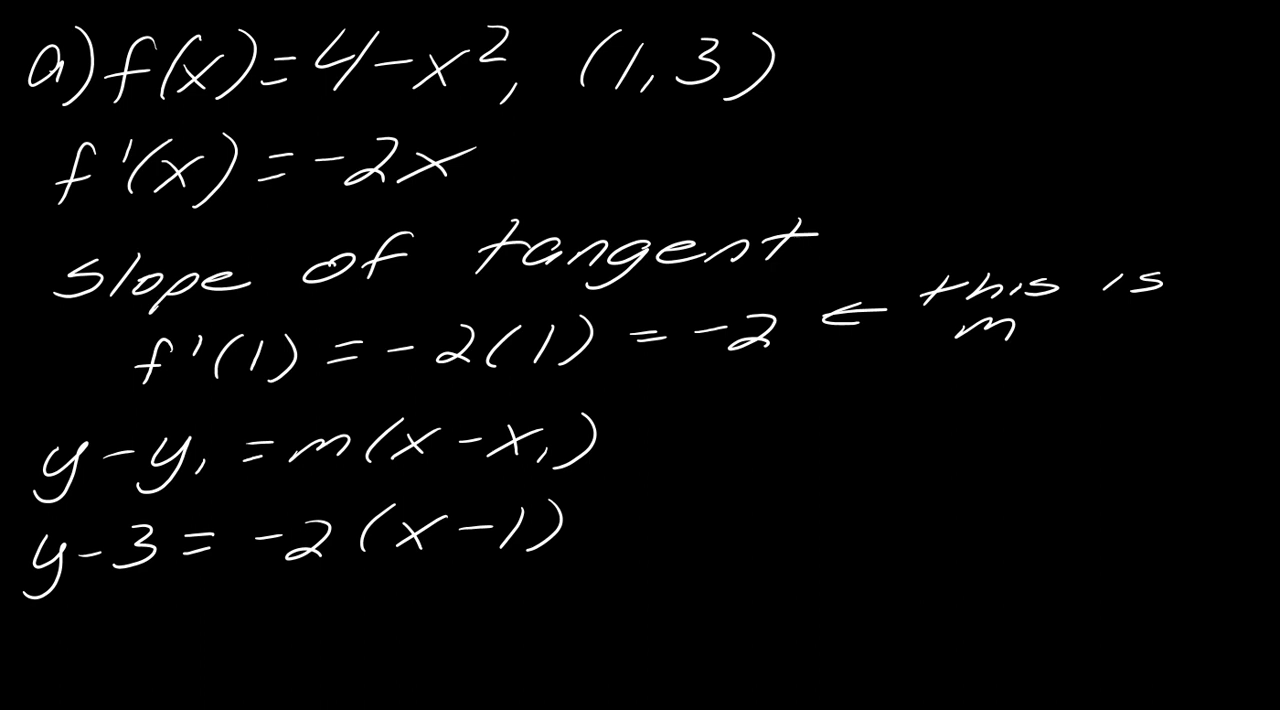 a) f(x) = 4 - x², (1, 3)
f'(x) = -2x
slope of tangent
f'(1) = -2(1) = -2 ← this is m
y - y₁ = m(x - x₁)
y - 3 = -2(x - 1)